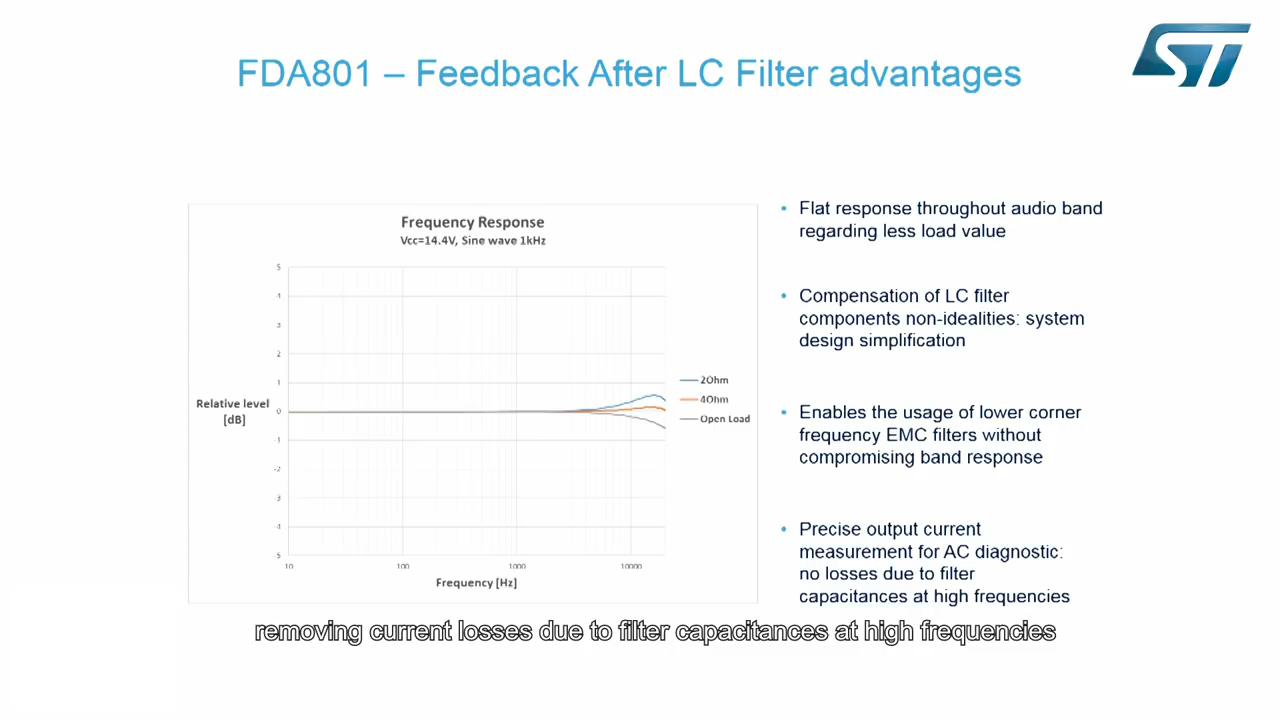 FDA801 – Feedback After LC Filter advantages
ST
Frequency Response
Vcc=14.4V, Sine wave 1kHz
5
4
3
2
1
0
-1
-2
-3
-4
-5
Relative level
[dB]
10
100
1000
10000
Frequency [Hz]
2Ohm
4Ohm
Open Load
• Flat response throughout audio band
regarding less load value
• Compensation of LC filter
components non-idealities: system
design simplification
• Enables the usage of lower corner
frequency EMC filters without
compromising band response
• Precise output current
measurement for AC diagnostic:
no losses due to filter
capacitances at high frequencies
removing current losses due to filter capacitances at high frequencies